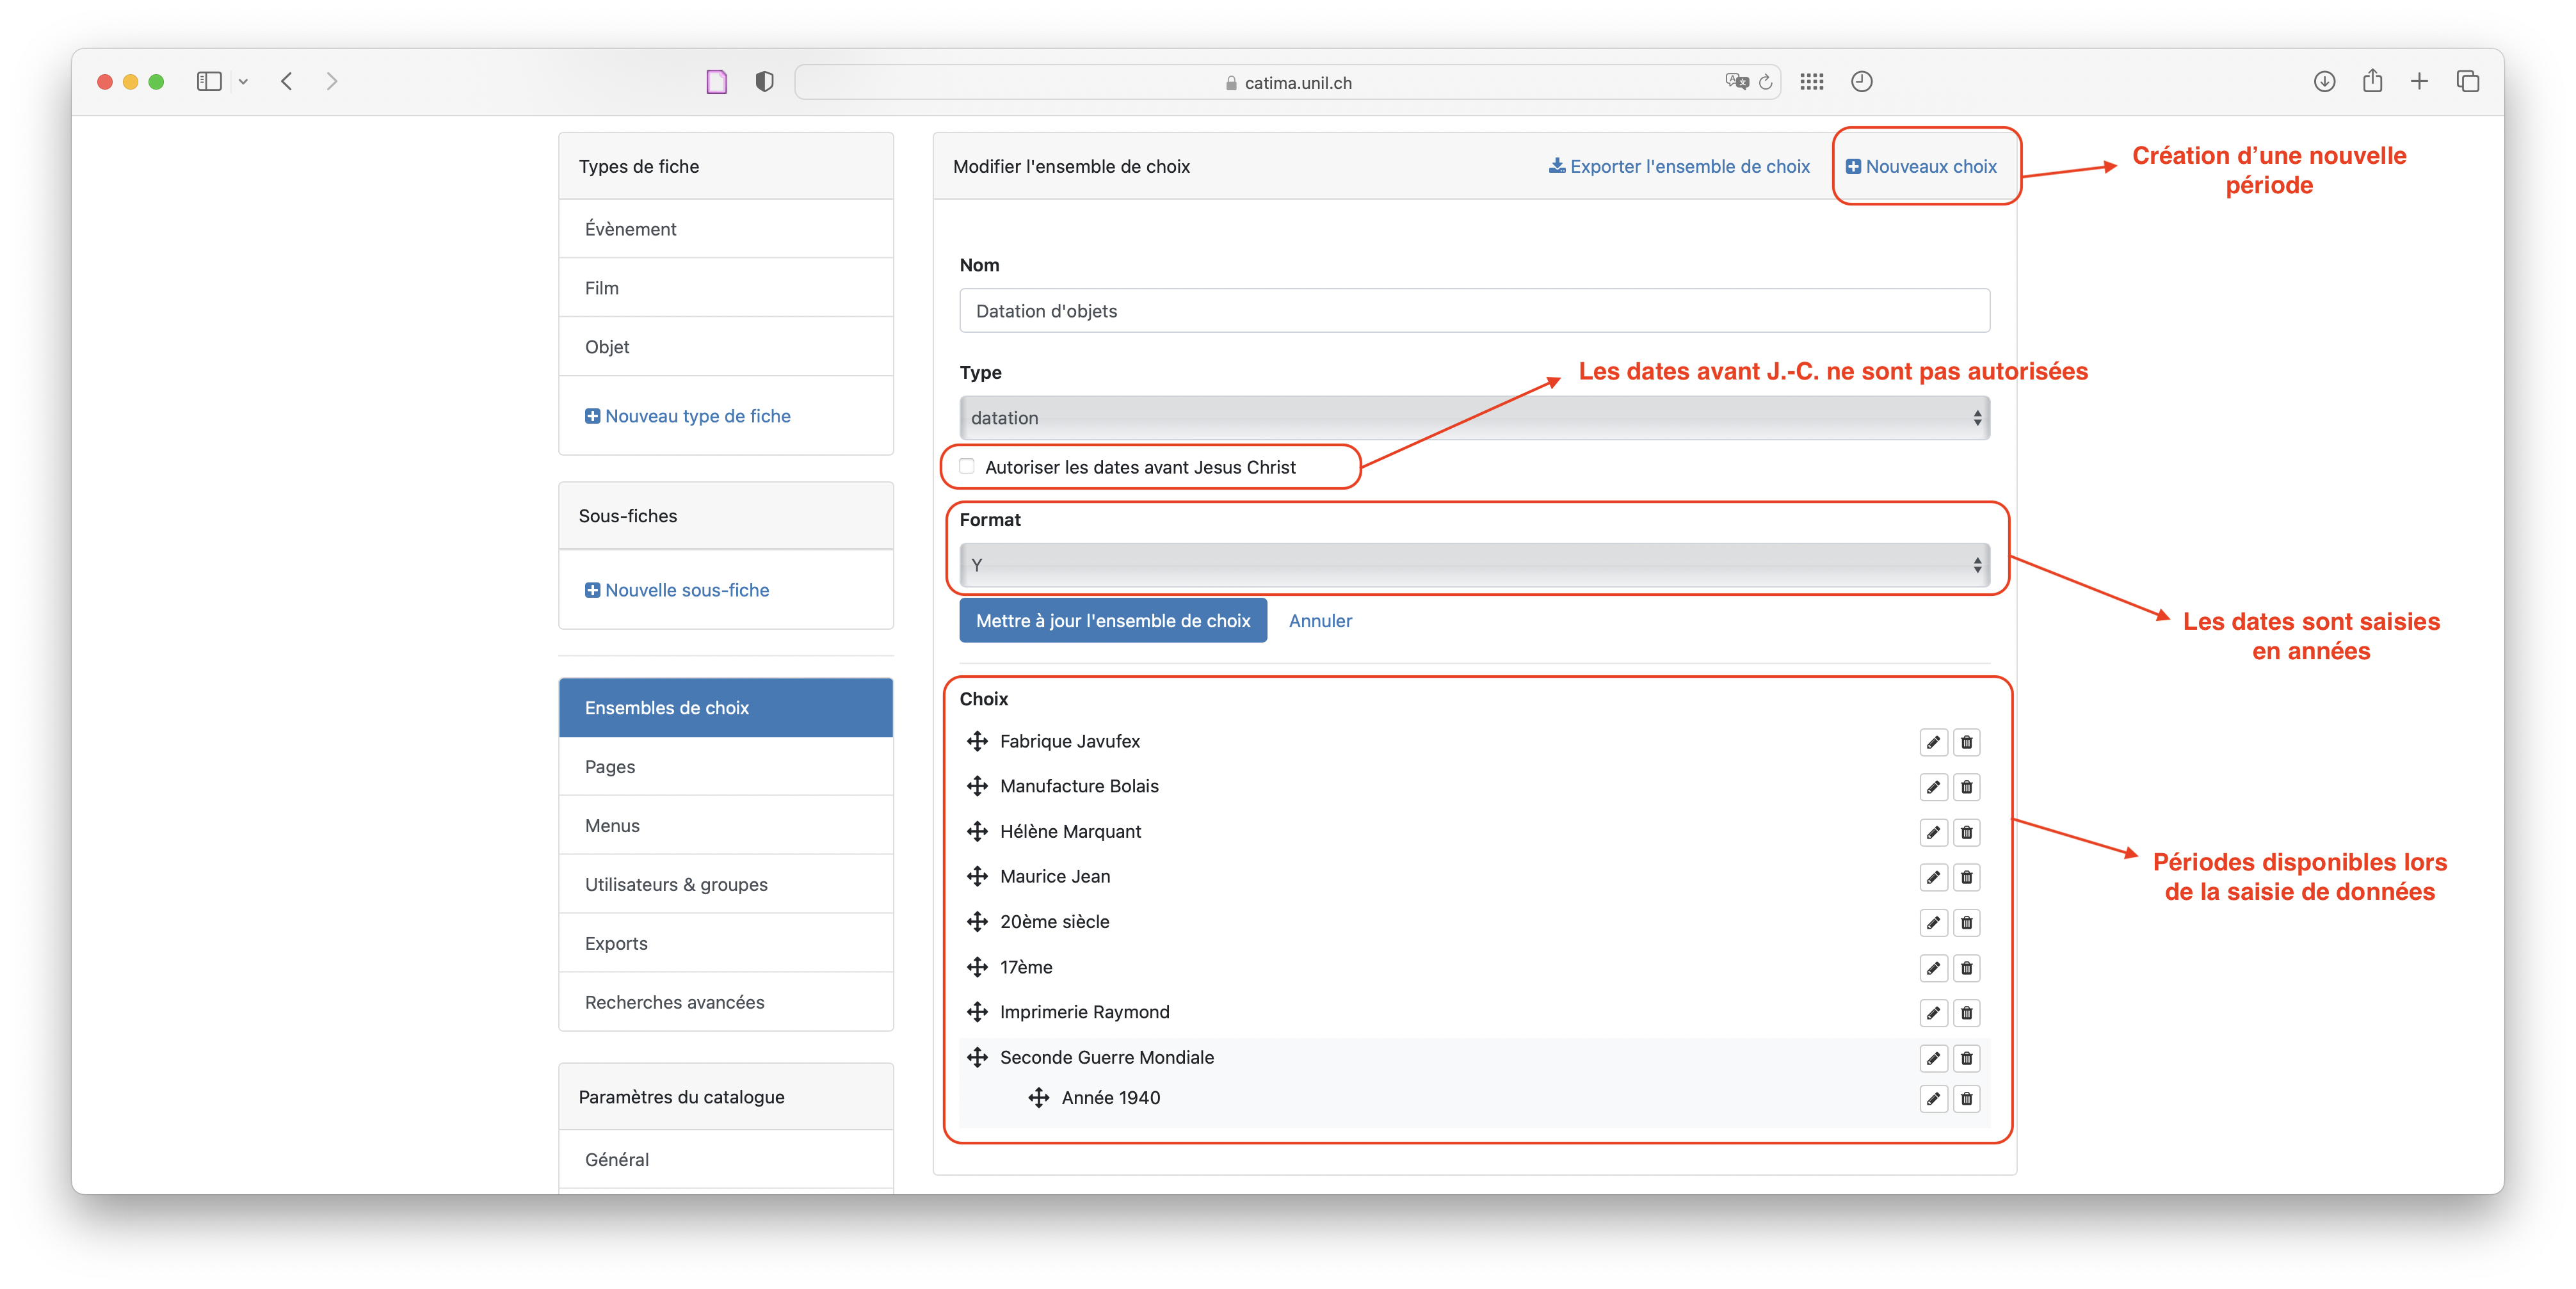 catima.unil.ch
Types de fiche
Évènement
Film
Objet
Nouveau type de fiche
Sous-fiches
Nouvelle sous-fiche
Ensembles de choix
Pages
Menus
Utilisateurs & groupes
Exports
Recherches avancées
Paramètres du catalogue
Général
Modifier l'ensemble de choix
Exporter l'ensemble de choix
Nouveaux choix
Création d’une nouvelle
période
Nom
Datation d'objets
Type
Les dates avant J.-C. ne sont pas autorisées
datation
Autoriser les dates avant Jesus Christ
Format
Y
Les dates sont saisies
en années
Mettre à jour l'ensemble de choix
Annuler
Choix
Fabrique Javufex
Manufacture Bolais
Hélène Marquant
Maurice Jean
Périodes disponibles lors
de la saisie de données
20ème siècle
17ème
Imprimerie Raymond
Seconde Guerre Mondiale
Année 1940